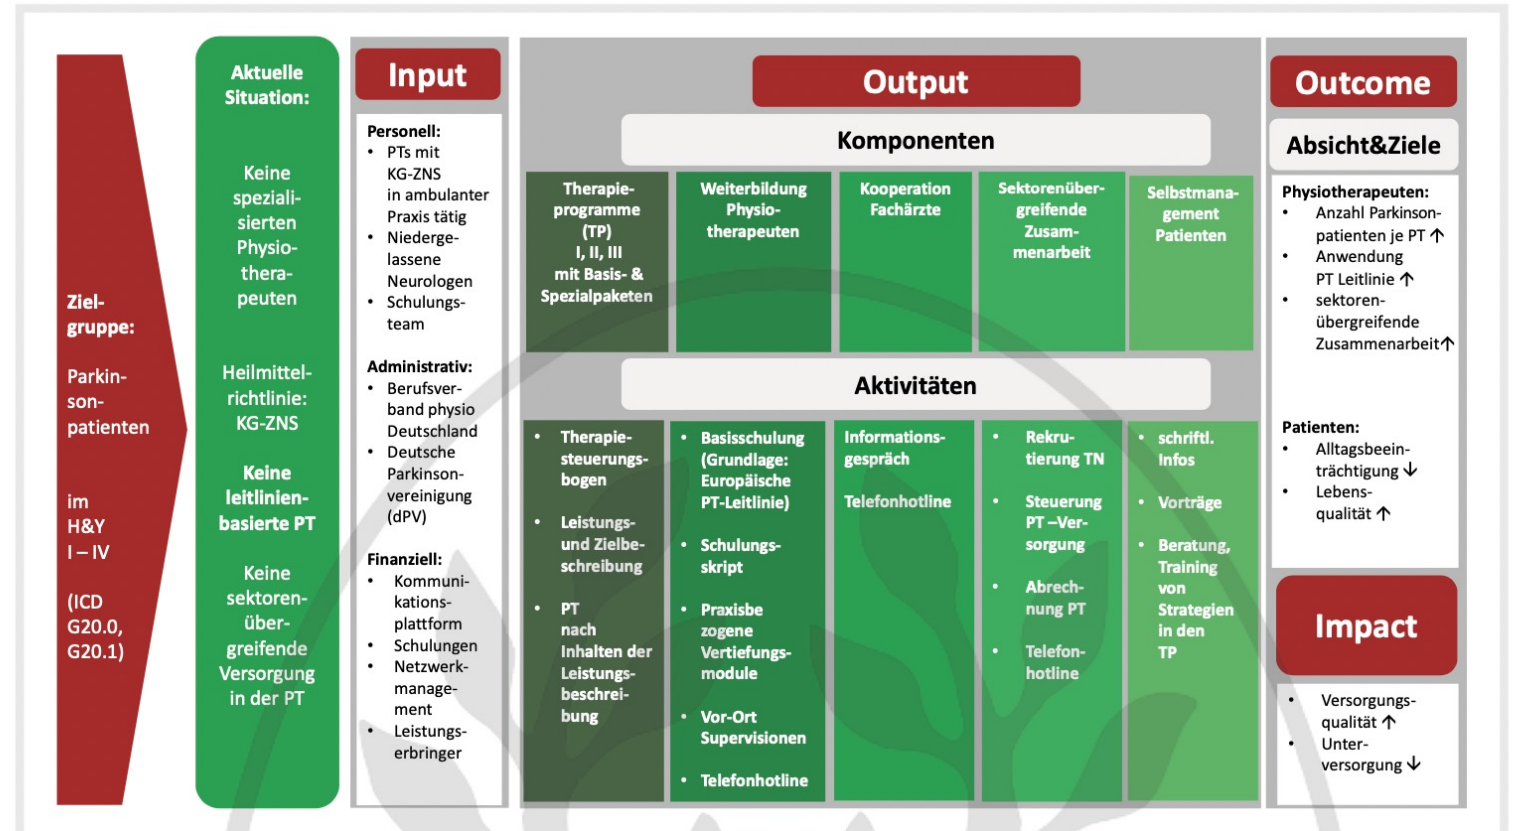 Ziel-
gruppe:
Parkin-
son-
patienten
im
H&Y
I – IV
(ICD
G20.0,
G20.1)
Aktuelle
Situation:
Keine
speziali-
sierten
Physio-
thera-
peuten
Heilmittel-
richtlinie:
KG-ZNS
Keine
leitlinien-
basierte PT
Keine
sektoren-
über-
greifende
Versorgung
in der PT
Input
Personell:
• PTs mit
KG-ZNS
in ambulanter
Praxis tätig
• Niederge-
lassene
Neurologen
• Schulungs-
team
Administrativ:
• Berufsver-
band physio
Deutschland
• Deutsche
Parkinson-
vereinigung
(dPV)
Finanziell:
• Kommuni-
kations-
plattform
• Schulungen
• Netzwerk-
manage-
ment
• Leistungs-
erbringer
Output
Komponenten
Therapie-
programme
(TP)
I, II, III
mit Basis- &
Spezialpaketen
Weiterbildung
Physio-
therapeuten
Kooperation
Fachärzte
Sektorenüber-
greifende
Zusam-
menarbeit
Selbstmana-
gement
Patienten
Aktivitäten
• Therapie-
steuerungs-
bogen
• Leistungs-
und Zielbe-
schreibung
• PT
nach
Inhalten der
Leistungs-
beschrei-
bung
• Basisschulung
(Grundlage:
Europäische
PT-Leitlinie)
• Schulungs-
skript
• Praxisbe
zogene
Vertiefungs-
module
• Vor-Ort
Supervisionen
• Telefonhotline
Informations-
gespräch
Telefonhotline
• Rekru-
tierung TN
• Steuerung
PT –Ver-
sorgung
• Abrech-
nung PT
• Telefon-
hotline
• schriftl.
Infos
• Vorträge
• Beratung,
Training
von
Strategien
in den
TP
Outcome
Absicht&Ziele
Physiotherapeuten:
• Anzahl Parkinson-
patienten je PT ↑
• Anwendung
PT Leitlinie ↑
• sektoren-
übergreifende
Zusammenarbeit↑
Patienten:
• Alltagsbeein-
trächtigung ↓
• Lebens-
qualität ↑
Impact
• Versorgungs-
qualität ↑
• Unter-
versorgung ↓